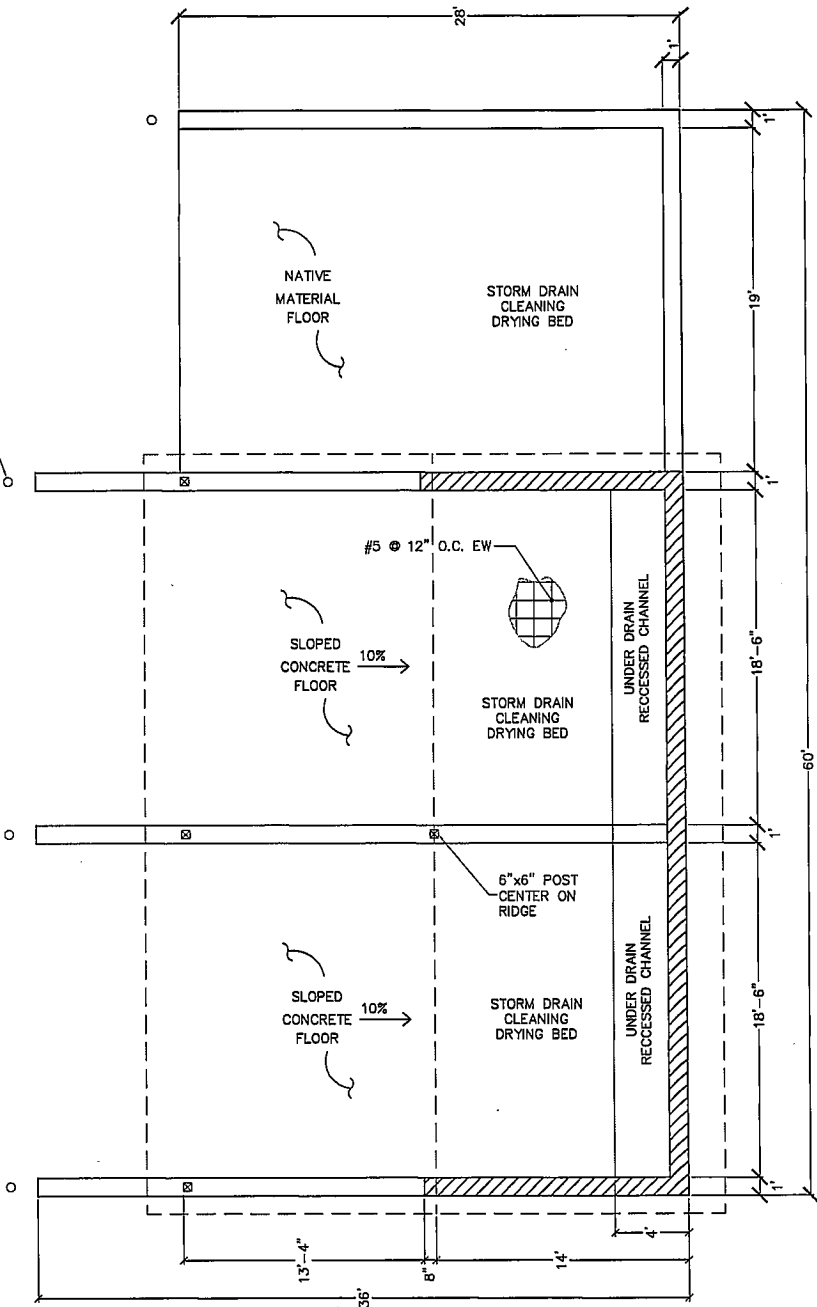 28'
1'
NATIVE
MATERIAL
FLOOR
STORM DRAIN
CLEANING
DRYING BED
1'
19'
1'
#5 @ 12" O.C. EW
SLOPED
CONCRETE
FLOOR
10%
STORM DRAIN
CLEANING
DRYING BED
UNDER DRAIN
RECCESSED CHANNEL
18'-6"
60'
1'
6"x6" POST
CENTER ON
RIDGE
SLOPED
CONCRETE
FLOOR
10%
STORM DRAIN
CLEANING
DRYING BED
UNDER DRAIN
RECCESSED CHANNEL
18'-6"
1'
4'
13'-4"
8"
14'
36'